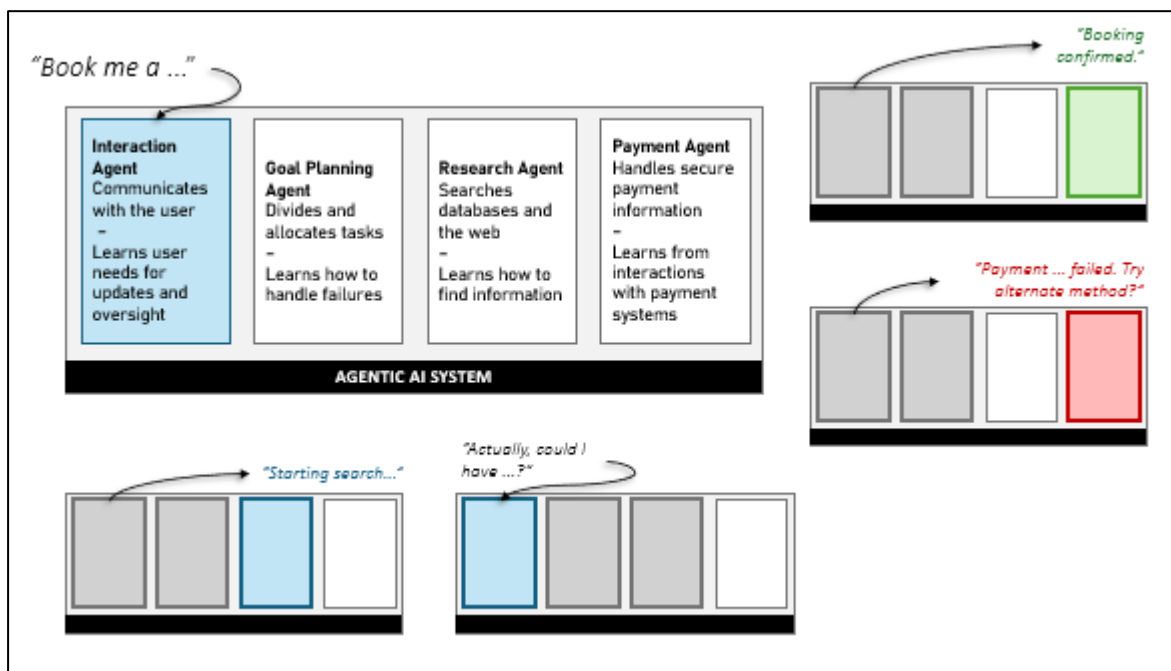 “Book me a ...”
Interaction
Agent
Communicates
with the user
–
Learns user
needs for
updates and
oversight
Goal Planning
Agent
Divides and
allocates tasks
–
Learns how to
handle failures
Research Agent
Searches
databases and
the web
–
Learns how to
find information
Payment Agent
Handles secure
payment
information
–
Learns from
interactions
with payment
systems
AGENTIC AI SYSTEM
“Booking
confirmed.”
“Payment ... failed. Try
alternate method?”
“Starting search...”
“Actually, could I
have ...?”